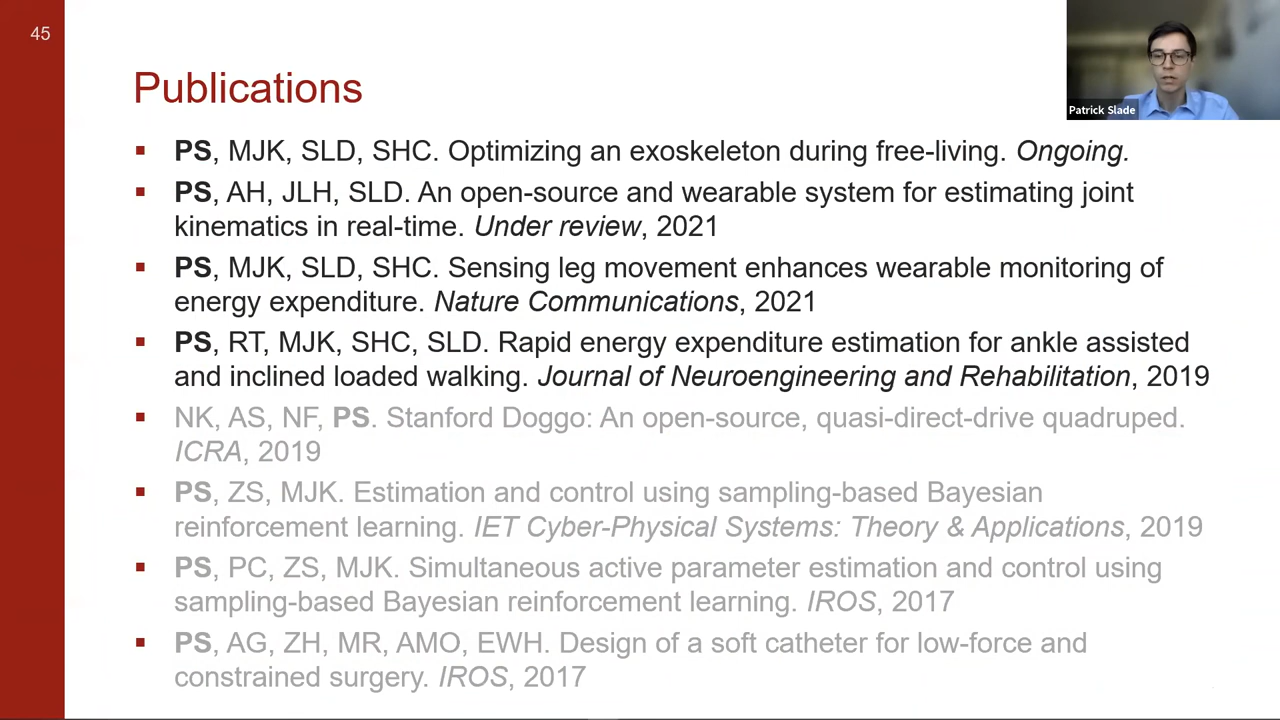 45
Publications
Patrick Slade
▪ PS, MJK, SLD, SHC. Optimizing an exoskeleton during free-living. Ongoing.
▪ PS, AH, JLH, SLD. An open-source and wearable system for estimating joint
kinematics in real-time. Under review, 2021
▪ PS, MJK, SLD, SHC. Sensing leg movement enhances wearable monitoring of
energy expenditure. Nature Communications, 2021
▪ PS, RT, MJK, SHC, SLD. Rapid energy expenditure estimation for ankle assisted
and inclined loaded walking. Journal of Neuroengineering and Rehabilitation, 2019
▪ NK, AS, NF, PS. Stanford Doggo: An open-source, quasi-direct-drive quadruped.
ICRA, 2019
▪ PS, ZS, MJK. Estimation and control using sampling-based Bayesian
reinforcement learning. IET Cyber-Physical Systems: Theory & Applications, 2019
▪ PS, PC, ZS, MJK. Simultaneous active parameter estimation and control using
sampling-based Bayesian reinforcement learning. IROS, 2017
▪ PS, AG, ZH, MR, AMO, EWH. Design of a soft catheter for low-force and
constrained surgery. IROS, 2017